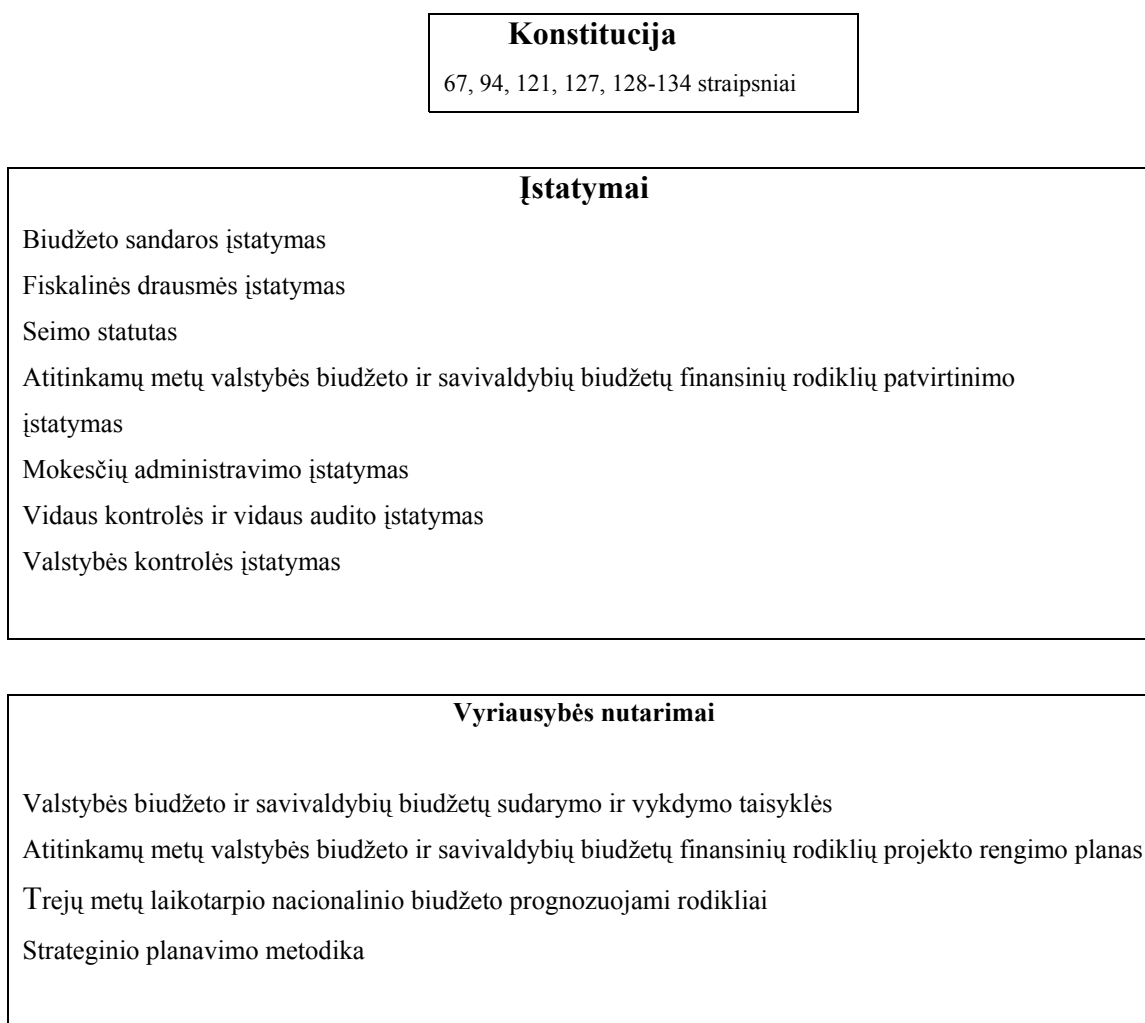 Konstitucija
67, 94, 121, 127, 128-134 straipsniai
Įstatymai
Biudžeto sandaros įstatymas
Fiskalinės drausmės įstatymas
Seimo statutas
Atitinkamų metų valstybės biudžeto ir savivaldybių biudžetų finansinių rodiklių patvirtinimo
įstatymas
Mokesčių administravimo įstatymas
Vidaus kontrolės ir vidaus audito įstatymas
Valstybės kontrolės įstatymas
Vyriausybės nutarimai
Valstybės biudžeto ir savivaldybių biudžetų sudarymo ir vykdymo taisyklės
Atitinkamų metų valstybės biudžeto ir savivaldybių biudžetų finansinių rodiklių projekto rengimo planas
Trejų metų laikotarpio nacionalinio biudžeto prognozuojami rodikliai
Strateginio planavimo metodika